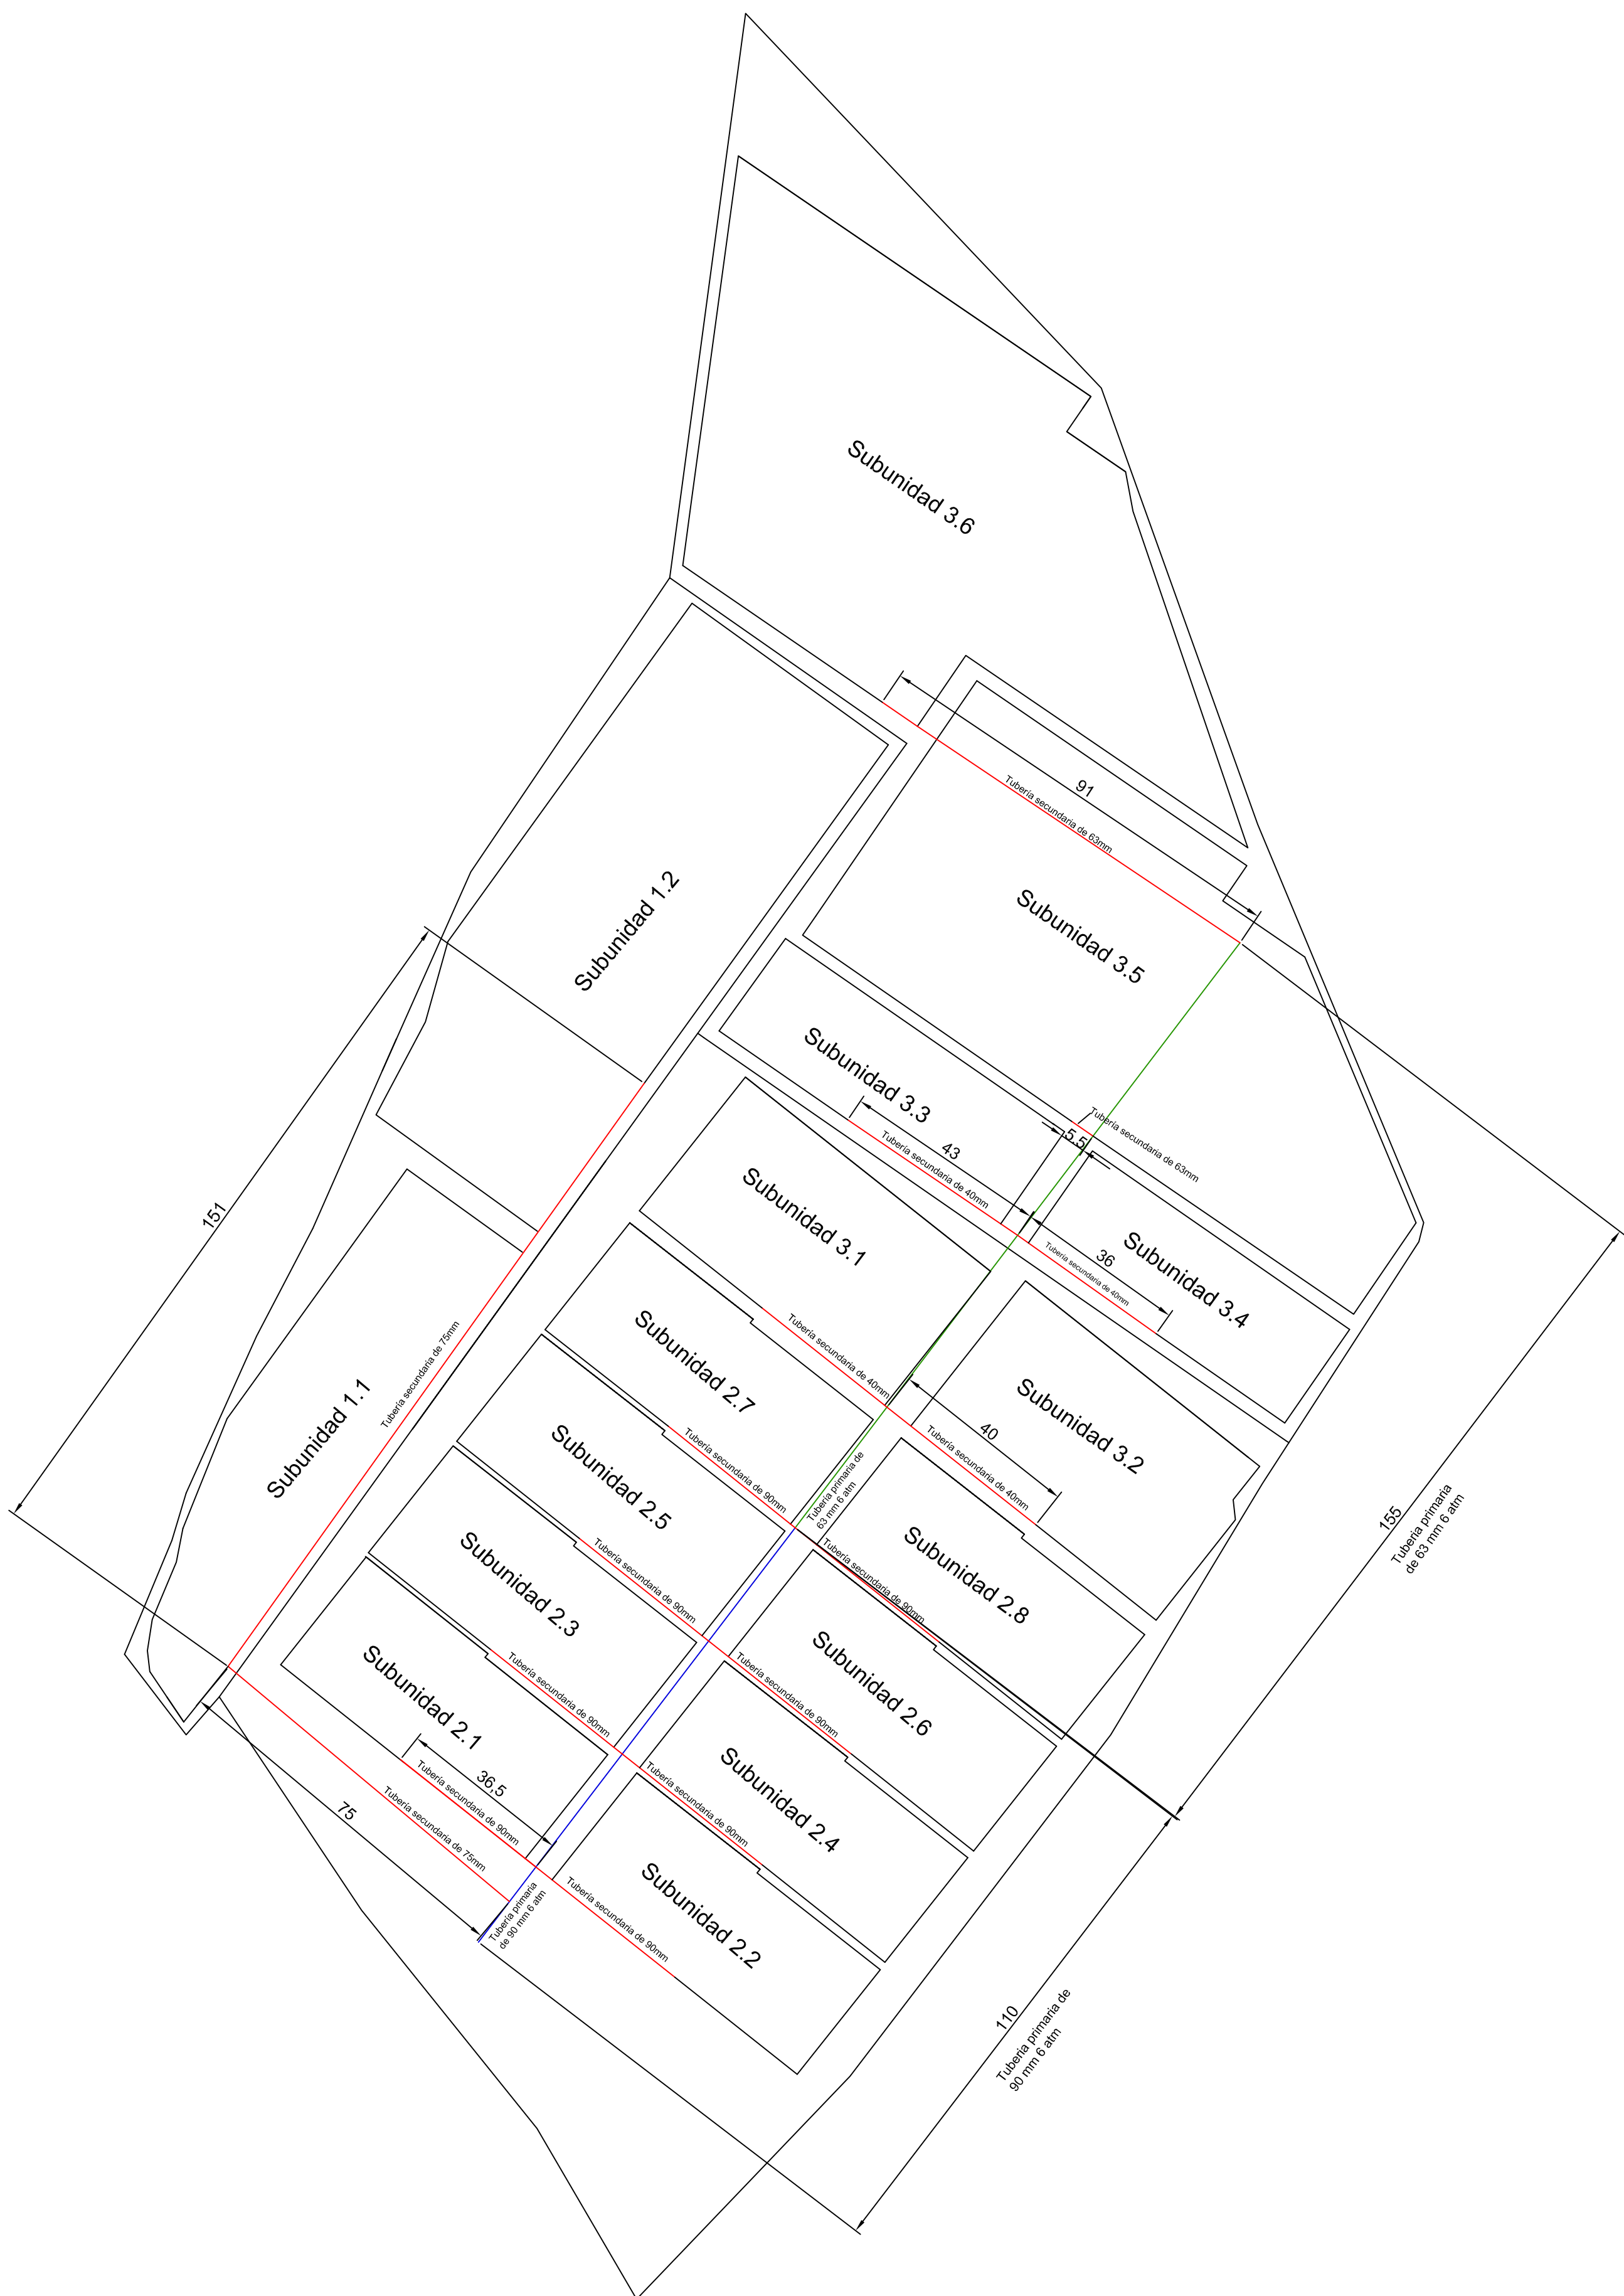 Subunidad 3.6
91
Tubería secundaria de 63mm
Subunidad 1.2
Subunidad 3.5
Subunidad 3.3
43
Tubería secundaria de 40mm
5.5
Tubería secundaria de 63mm
Subunidad 3.1
36
Tubería secundaria de 40mm
Subunidad 3.4
151
Tubería secundaria de 75mm
Subunidad 1.1
Tubería secundaria de 40mm
Subunidad 2.7
Tubería secundaria de 90mm
40
Tubería secundaria de 40mm
Subunidad 3.2
155
Tuberia primaria
de 63 mm 6 atm
Subunidad 2.5
Tubería secundaria de 90mm
Tubería primaria de
63 mm 6 atm
Tubería secundaria de 90mm
Subunidad 2.8
Subunidad 2.3
Tubería secundaria de 90mm
Tubería secundaria de 90mm
Subunidad 2.6
Subunidad 2.1
36,5
Tubería secundaria de 90mm
Tubería secundaria de 90mm
Subunidad 2.4
75
Tubería secundaria de 75mm
Tubería primaria
de 90 mm 6 atm
Tubería secundaria de 90mm
Subunidad 2.2
110
Tuberia primaria de
90 mm 6 atm